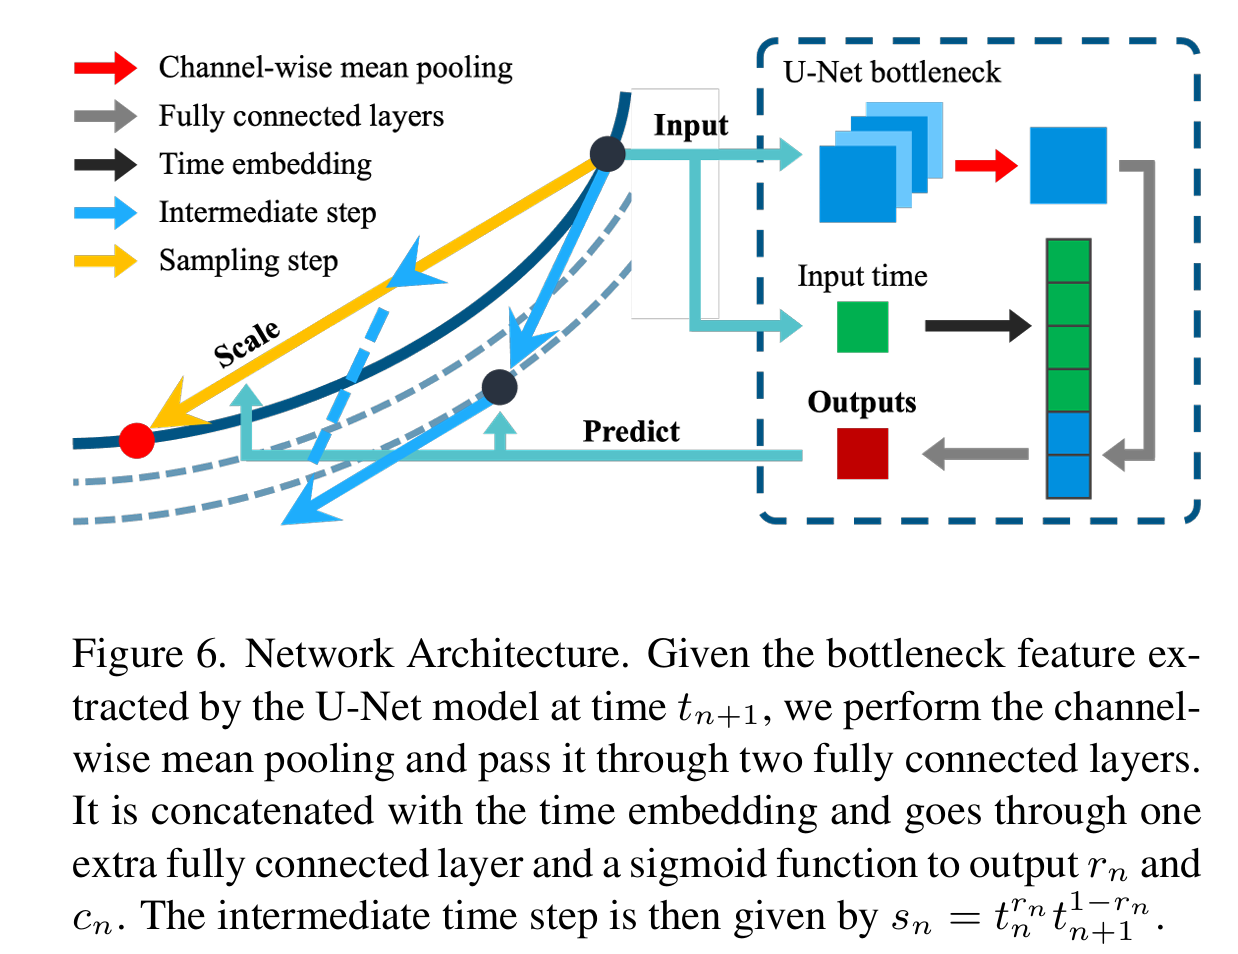 Channel-wise mean pooling
Fully connected layers
Time embedding
Intermediate step
Sampling step
Scale
Input
Predict
U-Net bottleneck
Input time
Outputs
Figure 6. Network Architecture. Given the bottleneck feature ex-
tracted by the U-Net model at time $t_{n+1}$, we perform the channel-
wise mean pooling and pass it through two fully connected layers.
It is concatenated with the time embedding and goes through one
extra fully connected layer and a sigmoid function to output $r_n$ and
$c_n$. The intermediate time step is then given by $s_n = t_n^{r_n} t_{n+1}^{1-r_n}$.